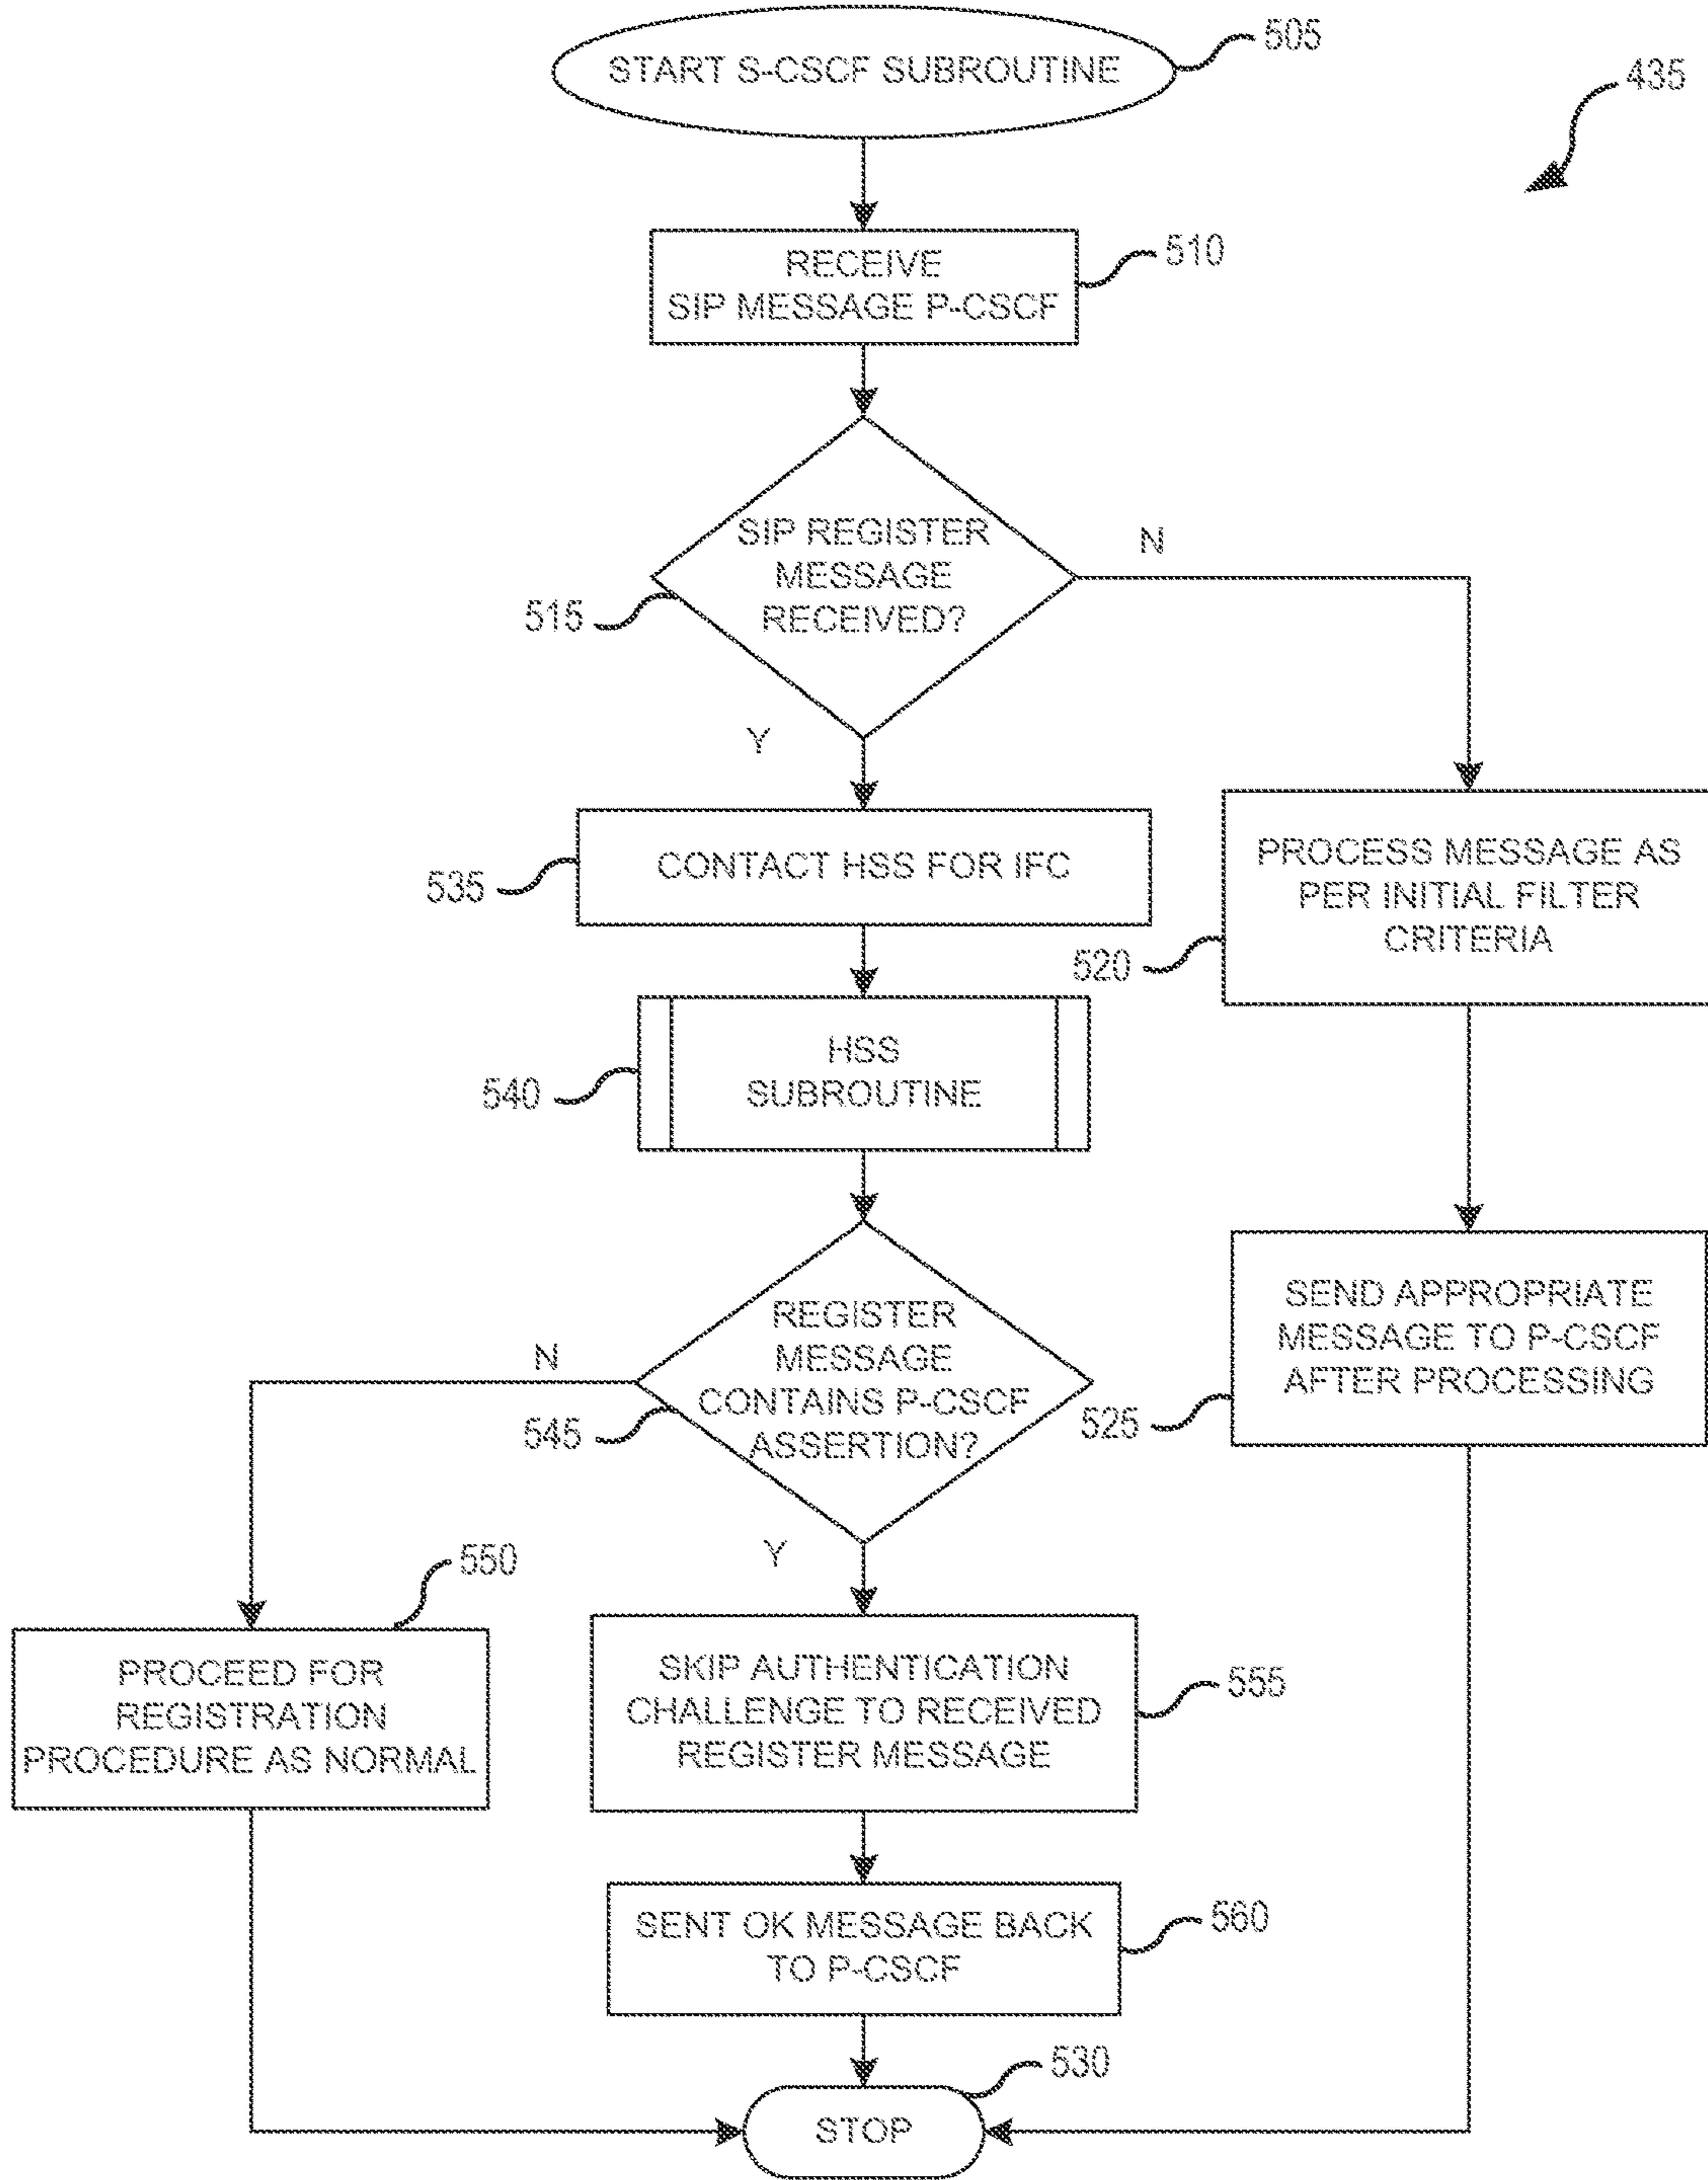 START S-CSCF SUBROUTINE
505
435
RECEIVE
SIP MESSAGE P-CSCF
510
SIP REGISTER
MESSAGE
RECEIVED?
515
N
Y
CONTACT HSS FOR IFC
535
PROCESS MESSAGE AS
PER INITIAL FILTER
CRITERIA
520
HSS
SUBROUTINE
540
REGISTER
MESSAGE
CONTAINS P-CSCF
ASSERTION?
545
N
Y
SEND APPROPRIATE
MESSAGE TO P-CSCF
AFTER PROCESSING
525
550
PROCEED FOR
REGISTRATION
PROCEDURE AS NORMAL
SKIP AUTHENTICATION
CHALLENGE TO RECEIVED
REGISTER MESSAGE
555
SENT OK MESSAGE BACK
TO P-CSCF
560
530
STOP